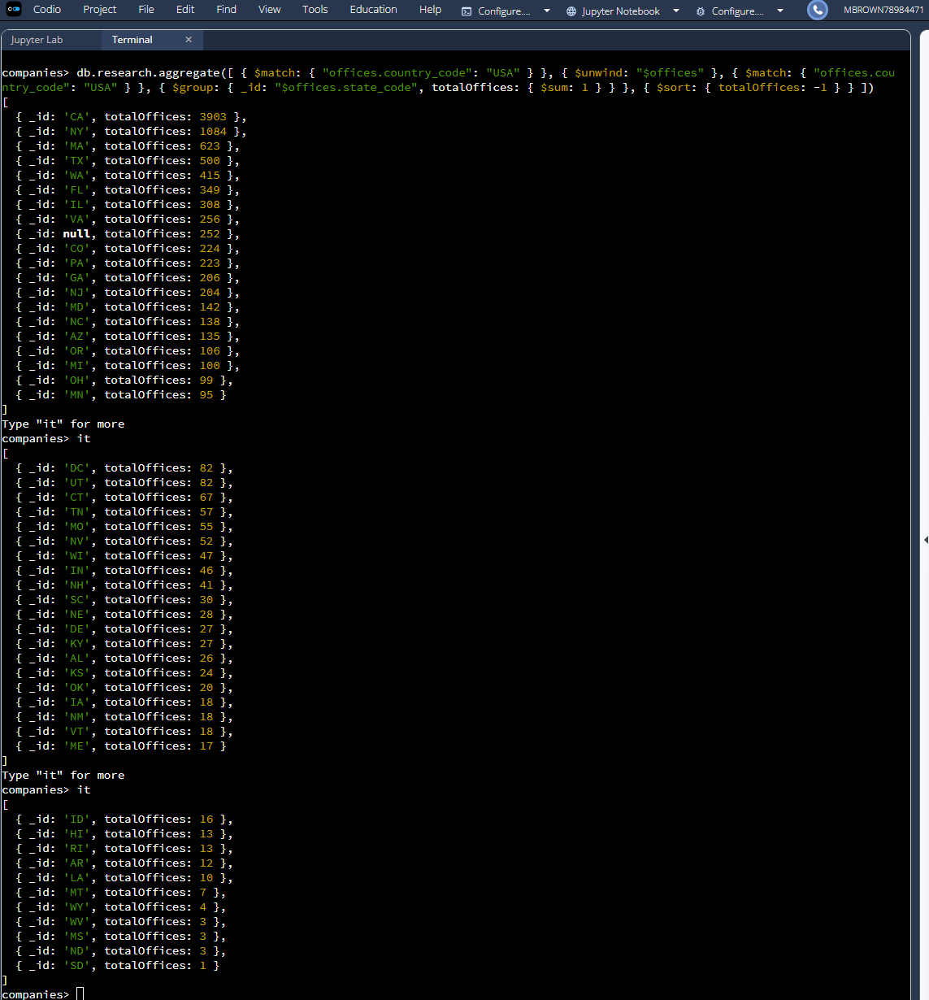 Codio Project File Edit Find View Tools Education Help Configure.... Jupyter Notebook Configure.... MBROWN78984471
Jupyter Lab Terminal ×
companies> db.research.aggregate([ { $match: { "offices.country_code": "USA" } }, { $unwind: "$offices" }, { $match: { "offices.cou
ntry_code": "USA" } }, { $group: { _id: "$offices.state_code", totalOffices: { $sum: 1 } } }, { $sort: { totalOffices: -1 } } ])
[
  { _id: 'CA', totalOffices: 3903 },
  { _id: 'NY', totalOffices: 1084 },
  { _id: 'MA', totalOffices: 623 },
  { _id: 'TX', totalOffices: 500 },
  { _id: 'WA', totalOffices: 415 },
  { _id: 'FL', totalOffices: 349 },
  { _id: 'IL', totalOffices: 308 },
  { _id: 'VA', totalOffices: 256 },
  { _id: null, totalOffices: 252 },
  { _id: 'CO', totalOffices: 224 },
  { _id: 'PA', totalOffices: 223 },
  { _id: 'GA', totalOffices: 206 },
  { _id: 'NJ', totalOffices: 204 },
  { _id: 'MD', totalOffices: 142 },
  { _id: 'NC', totalOffices: 138 },
  { _id: 'AZ', totalOffices: 135 },
  { _id: 'OR', totalOffices: 106 },
  { _id: 'MI', totalOffices: 100 },
  { _id: 'OH', totalOffices: 99 },
  { _id: 'MN', totalOffices: 95 }
]
Type "it" for more
companies> it
[
  { _id: 'DC', totalOffices: 82 },
  { _id: 'UT', totalOffices: 82 },
  { _id: 'CT', totalOffices: 67 },
  { _id: 'TN', totalOffices: 57 },
  { _id: 'MO', totalOffices: 55 },
  { _id: 'NV', totalOffices: 52 },
  { _id: 'WI', totalOffices: 47 },
  { _id: 'IN', totalOffices: 46 },
  { _id: 'NH', totalOffices: 41 },
  { _id: 'SC', totalOffices: 30 },
  { _id: 'NE', totalOffices: 28 },
  { _id: 'DE', totalOffices: 27 },
  { _id: 'KY', totalOffices: 27 },
  { _id: 'AL', totalOffices: 26 },
  { _id: 'KS', totalOffices: 24 },
  { _id: 'OK', totalOffices: 20 },
  { _id: 'IA', totalOffices: 18 },
  { _id: 'NM', totalOffices: 18 },
  { _id: 'VT', totalOffices: 18 },
  { _id: 'ME', totalOffices: 17 }
]
Type "it" for more
companies> it
[
  { _id: 'ID', totalOffices: 16 },
  { _id: 'HI', totalOffices: 13 },
  { _id: 'RI', totalOffices: 13 },
  { _id: 'AR', totalOffices: 12 },
  { _id: 'LA', totalOffices: 10 },
  { _id: 'MT', totalOffices: 7 },
  { _id: 'WY', totalOffices: 4 },
  { _id: 'WV', totalOffices: 3 },
  { _id: 'MS', totalOffices: 3 },
  { _id: 'ND', totalOffices: 3 },
  { _id: 'SD', totalOffices: 1 }
]
companies>